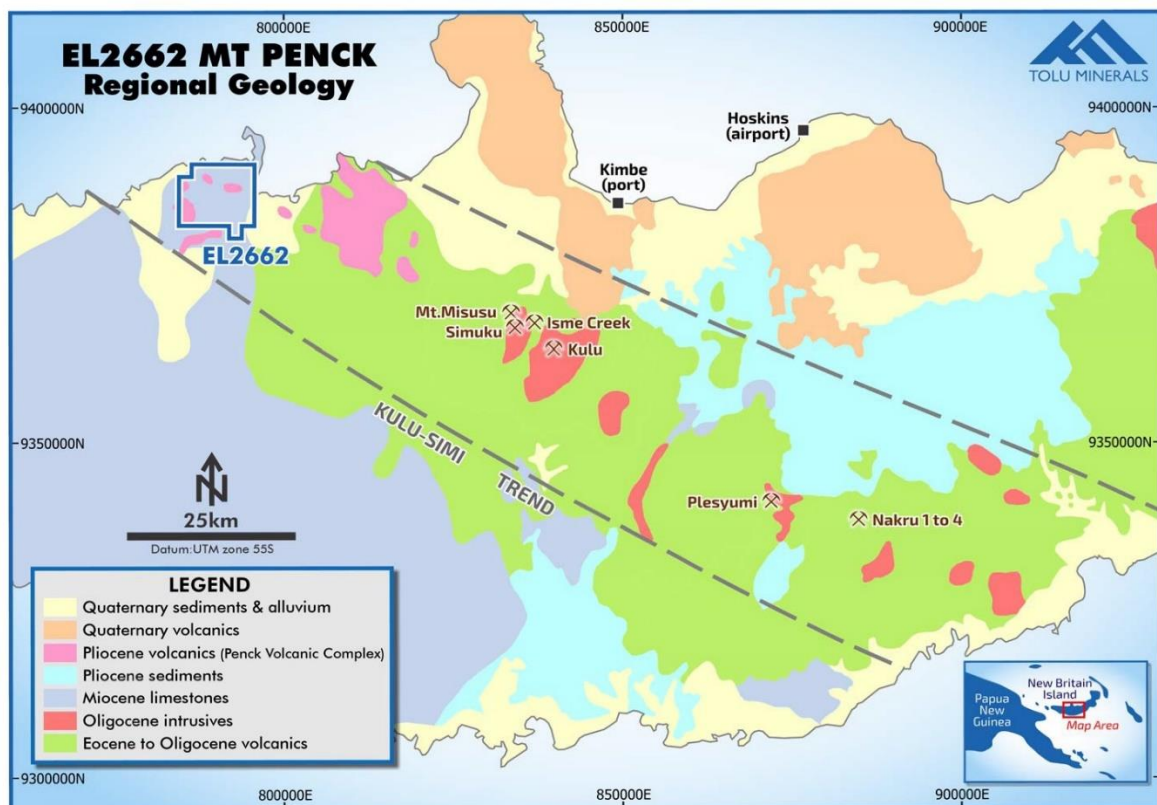 EL2662 MT PENCK
Regional Geology
800000E
850000E
900000E
TOLU MINERALS
9400000N
9400000N
Hoskins
(airport)
Kimbe
(port)
EL2662
Mt.Misusu
Isme Creek
Simuku
Kulu
KULU-SIMI
TREND
9350000N
9350000N
N
25km
Datum:UTM zone 55S
Plesyumi
Nakru 1 to 4
LEGEND
Quaternary sediments & alluvium
Quaternary volcanics
Pliocene volcanics (Penck Volcanic Complex)
Pliocene sediments
Miocene limestones
Oligocene intrusives
Eocene to Oligocene volcanics
New Britain
Island
Papua
New
Guinea
Map Area
9300000N
800000E
850000E
900000E